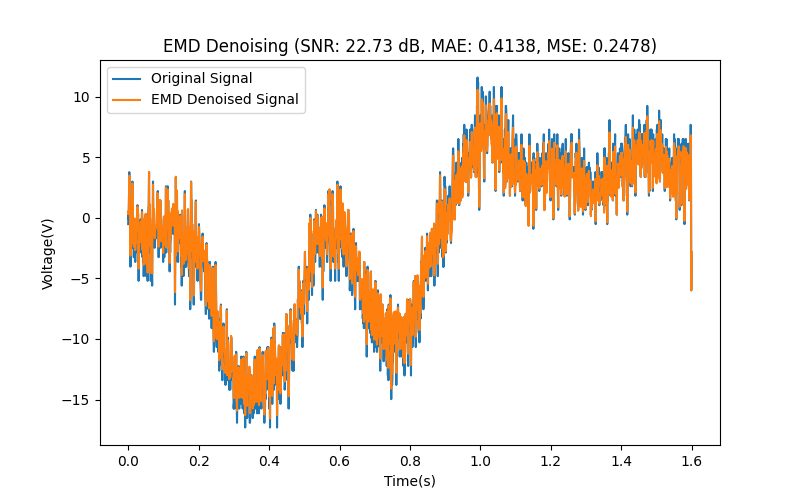 EMD Denoising (SNR: 22.73 dB, MAE: 0.4138, MSE: 0.2478)
Original Signal
EMD Denoised Signal
10
5
0
−5
−10
−15
Voltage(V)
0.0 0.2 0.4 0.6 0.8 1.0 1.2 1.4 1.6
Time(s)